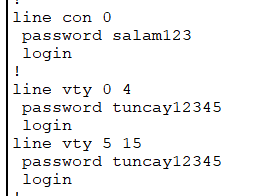 !
line con 0
 password salam123
 login
!
line vty 0 4
 password tuncay12345
 login
line vty 5 15
 password tuncay12345
 login
!